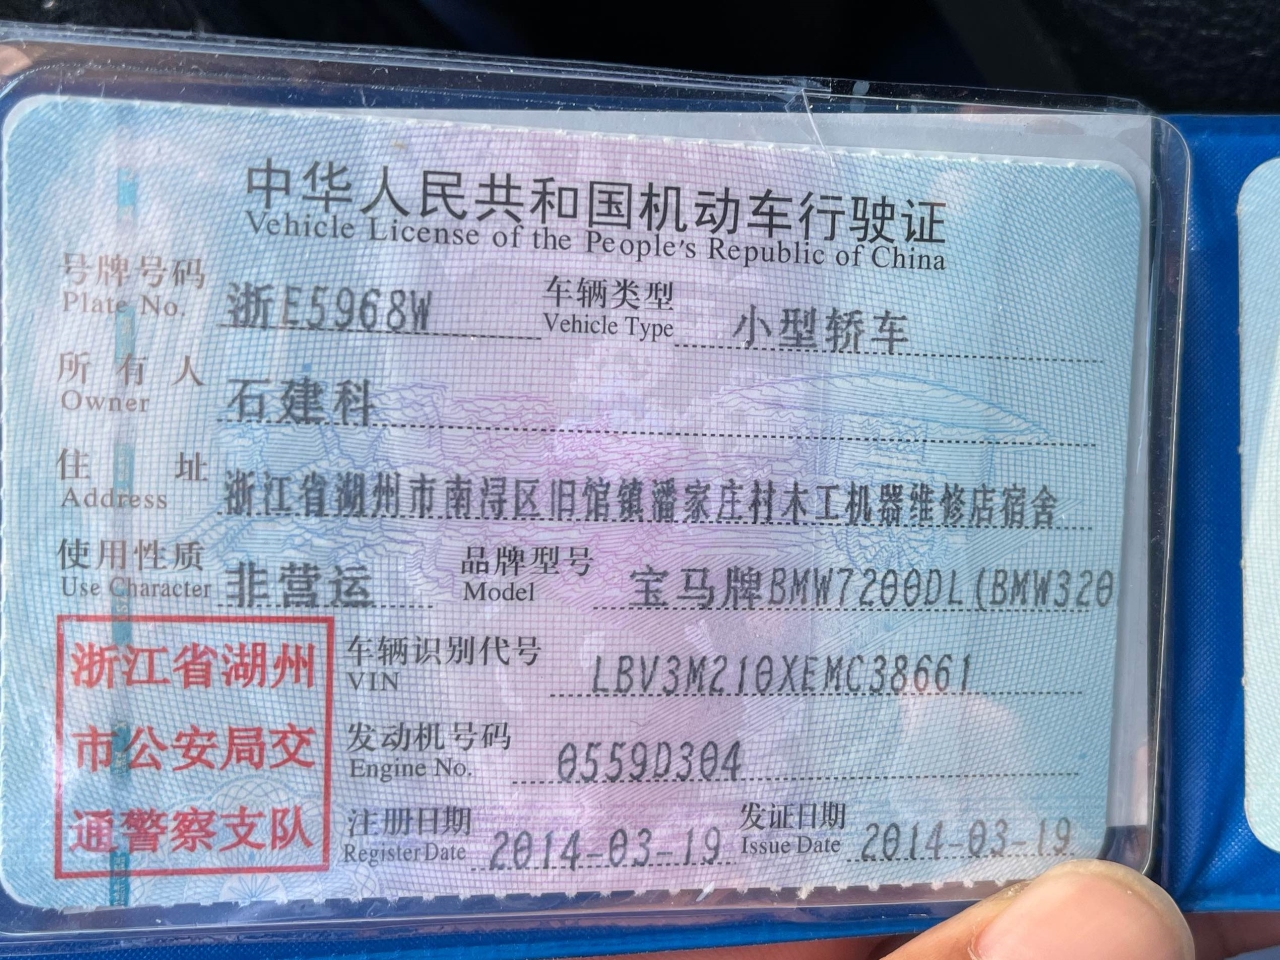 中华人民共和国机动车行驶证
Vehicle License of the People's Republic of China
号牌号码 浙E5968W 车辆类型 小型轿车
Plate No. Vehicle Type
所有人 石建科
Owner
住址 浙江省湖州市南浔区旧馆镇潘家庄村木工机器维修店宿舍
Address
使用性质 非营运 品牌型号 宝马牌BMW7200DL(BMW320
Use Character Model
浙江省湖州
市公安局交
通警察支队
车辆识别代号 LBV3M210XEMC38661
VIN
发动机号码 0559D304
Engine No.
注册日期 2014-03-19 发证日期 2014-03-19
Register Date Issue Date